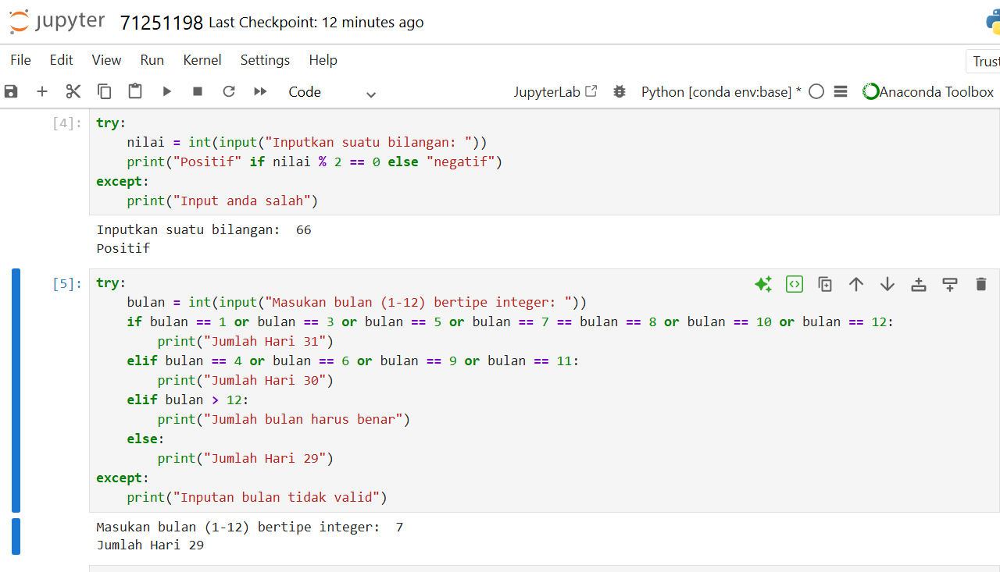 jupyter 71251198 Last Checkpoint: 12 minutes ago
File Edit View Run Kernel Settings Help
Trust
Code JupyterLab Python [conda env:base] * Anaconda Toolbox
[4]: try:
    nilai = int(input("Inputkan suatu bilangan: "))
    print("Positif" if nilai % 2 == 0 else "negatif")
except:
    print("Input anda salah")
Inputkan suatu bilangan:  66
Positif
[5]: try:
    bulan = int(input("Masukan bulan (1-12) bertipe integer: "))
    if bulan == 1 or bulan == 3 or bulan == 5 or bulan == 7 == bulan == 8 or bulan == 10 or bulan == 12:
        print("Jumlah Hari 31")
    elif bulan == 4 or bulan == 6 or bulan == 9 or bulan == 11:
        print("Jumlah Hari 30")
    elif bulan > 12:
        print("Jumlah bulan harus benar")
    else:
        print("Jumlah Hari 29")
except:
    print("Inputan bulan tidak valid")
Masukan bulan (1-12) bertipe integer:  7
Jumlah Hari 29